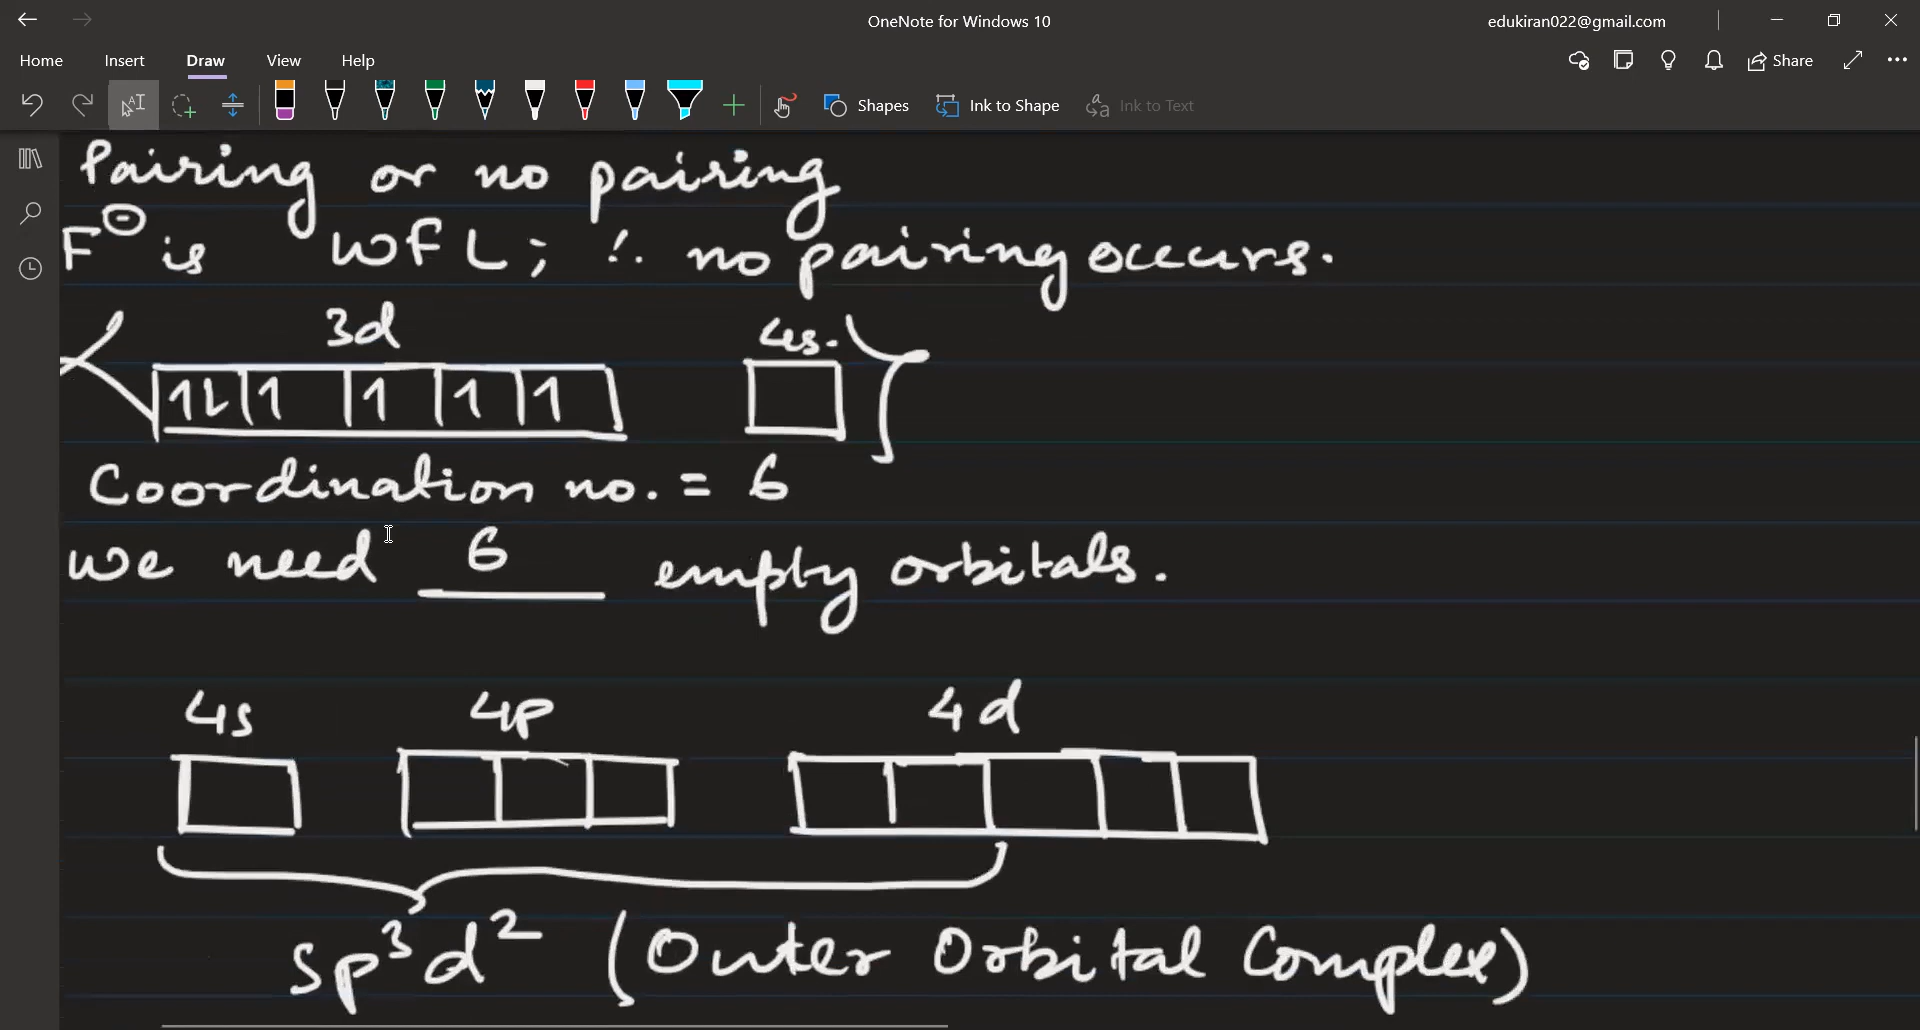 OneNote for Windows 10
edukiran022@gmail.com
Home Insert Draw View Help
Share
Shapes Ink to Shape Ink to Text
Pairing or no pairing
F⊖ is WFL; ∴ no pairing occurs.
3d 4s.
1L 1 1 1 1
Coordination no. = 6
we need 6 empty orbitals.
4s 4p 4d
sp³d² (Outer Orbital Complex)